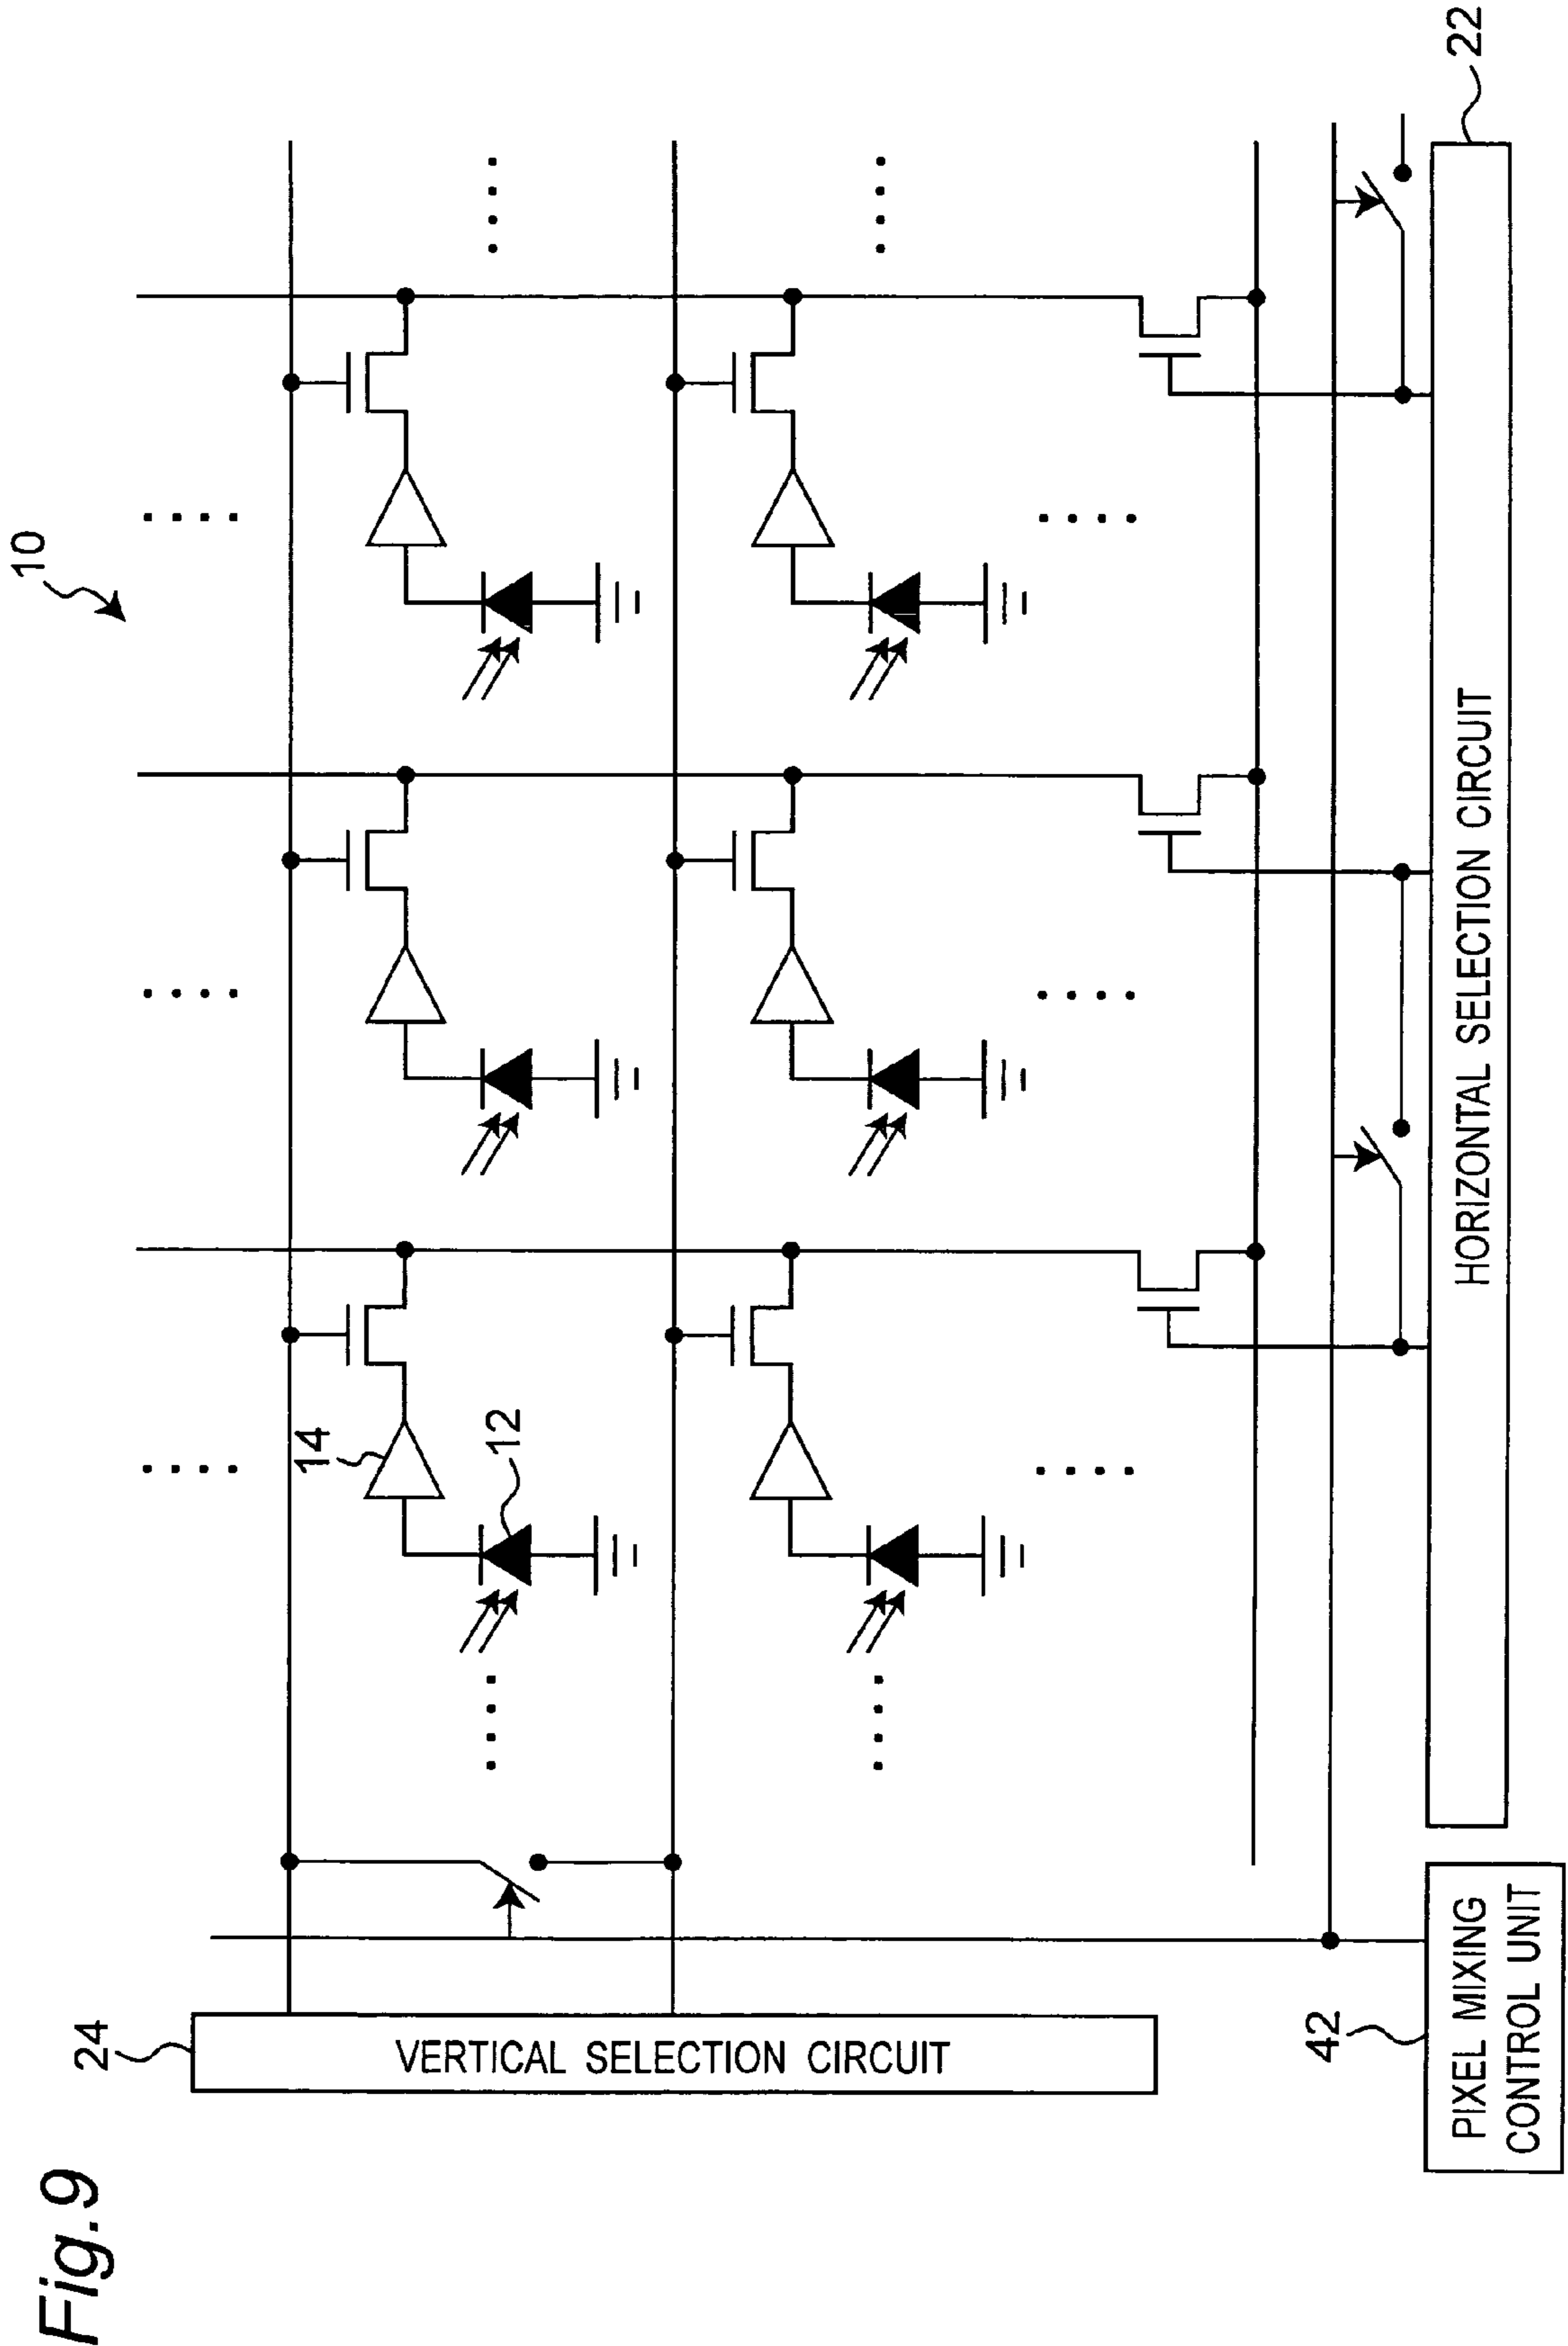 Fig.9
10
24
VERTICAL SELECTION CIRCUIT
14
12
42
PIXEL MIXING
CONTROL UNIT
HORIZONTAL SELECTION CIRCUIT
22